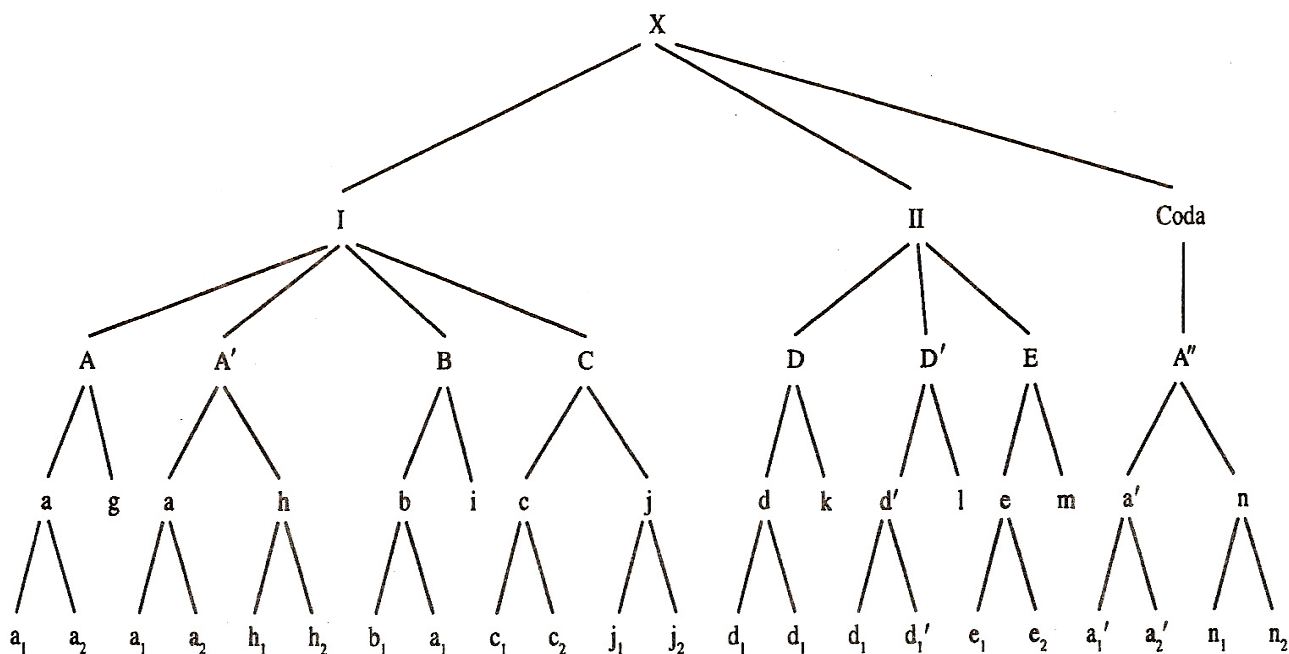 X
I II Coda
A A′ B C D D′ E A″
a g a h b i c j d k d′ l e m a′ n
a₁ a₂ a₁ a₂ h₁ h₂ b₁ a₁ c₁ c₂ j₁ j₂ d₁ d₁ d₁ d₁′ e₁ e₂ a₁′ a₂′ n₁ n₂